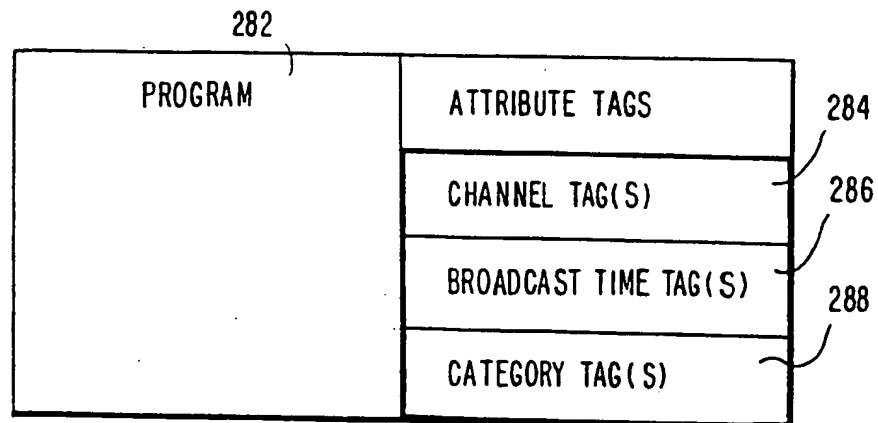 282
PROGRAM
ATTRIBUTE TAGS
284
CHANNEL TAG(S)
286
BROADCAST TIME TAG(S)
288
CATEGORY TAG(S)